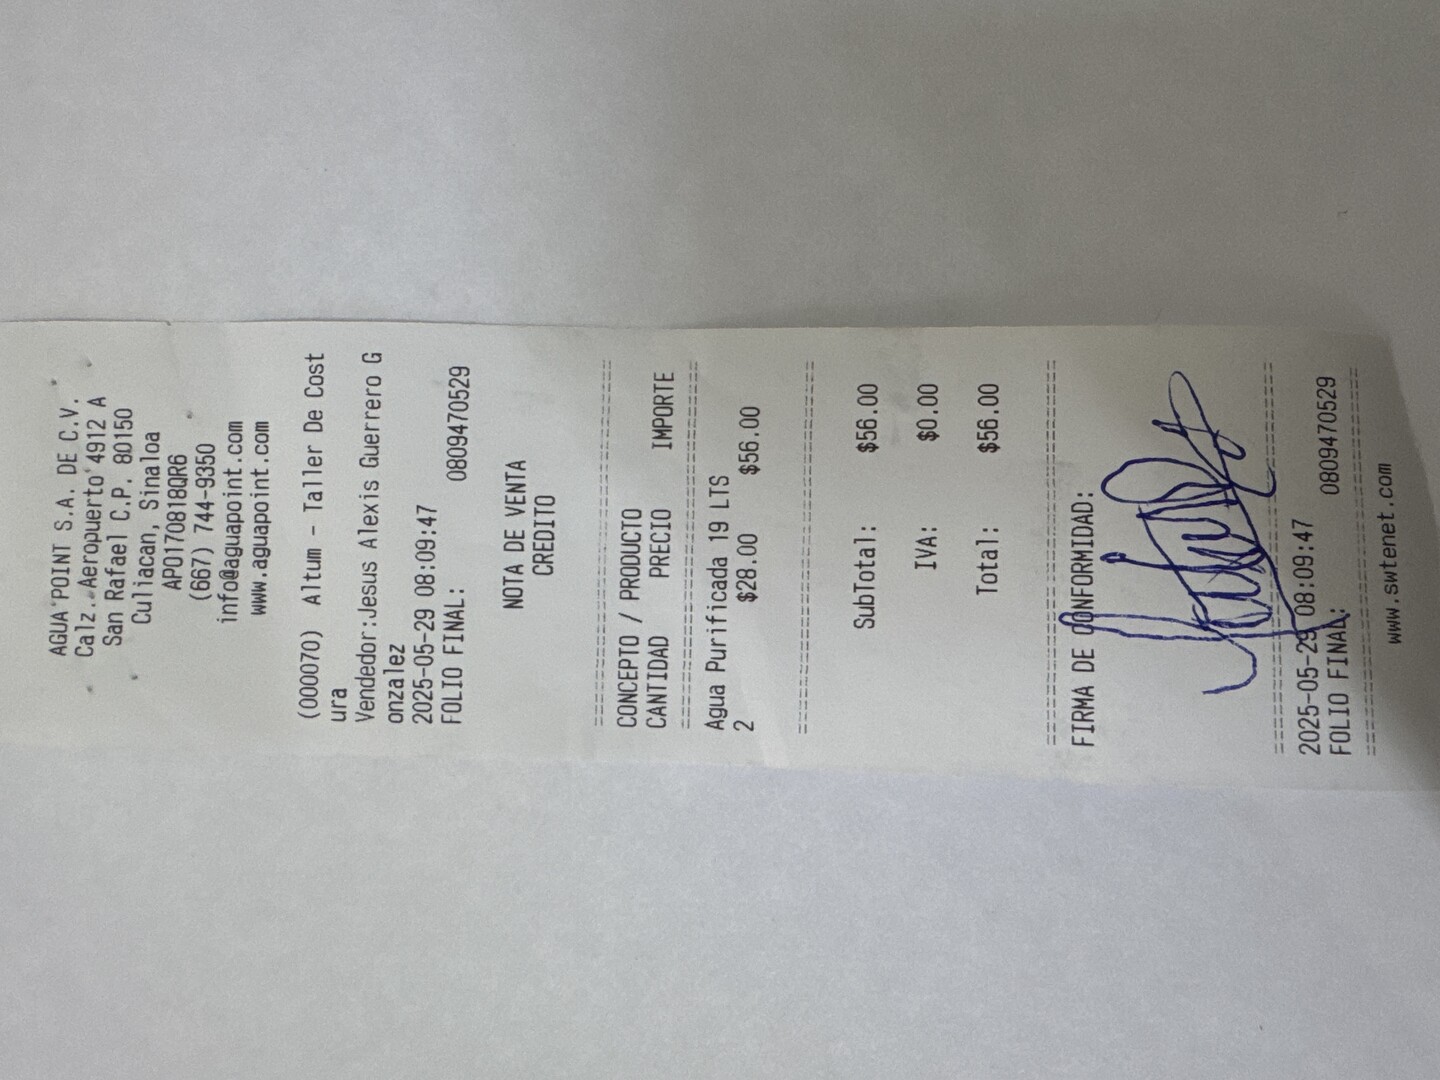 AGUA POINT S.A. DE C.V.
Calz. Aeropuerto 4912 A
San Rafael C.P. 80150
Culiacan, Sinaloa
APO170818QR6
(667) 744-9350
info@aguapoint.com
www.aguapoint.com
(000070) Altum - Taller De Cost
ura
Vendedor:Jesus Alexis Guerrero G
onzalez
2025-05-29 08:09:47
FOLIO FINAL: 0809470529
NOTA DE VENTA
CREDITO
================================
CONCEPTO / PRODUCTO
CANTIDAD PRECIO IMPORTE
================================
Agua Purificada 19 LTS
2 $28.00 $56.00
================================
SubTotal: $56.00
IVA: $0.00
Total: $56.00
================================
FIRMA DE CONFORMIDAD:
================================
2025-05-29 08:09:47
FOLIO FINAL: 0809470529
================================
www.swtenet.com